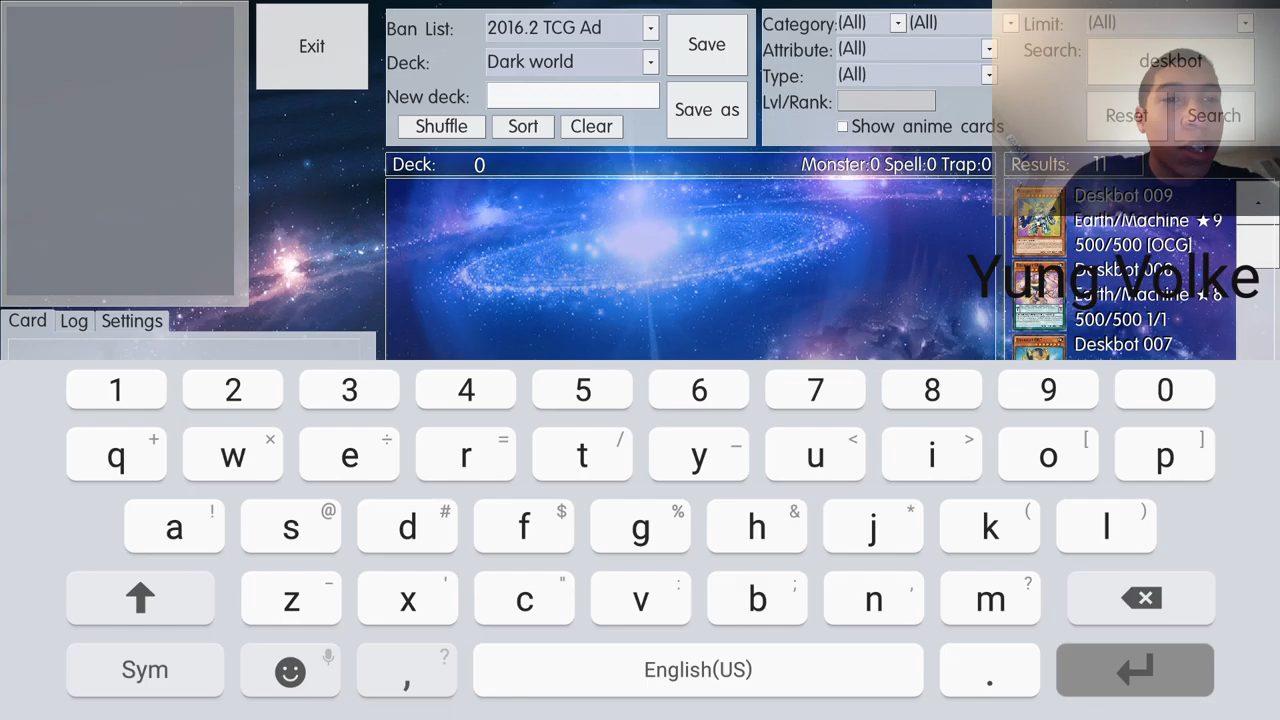 Exit
Ban List: 2016.2 TCG Ad
Deck: Dark world
New deck:
Shuffle Sort Clear
Save
Save as
Category: (All) (All)
Attribute: (All)
Type: (All)
Lvl/Rank:
Show anime cards
Limit: (All)
Search: deskbot
Reset Search
Deck: 0 Monster:0 Spell:0 Trap:0
Results: 11
Deskbot 009
Earth/Machine ★9
500/500 [OCG]
Deskbot 008
Earth/Machine ★8
500/500 1/1
Deskbot 007
Yung Volke
Card Log Settings
1 2 3 4 5 6 7 8 9 0
q + w × e ÷ r = t / y _ u < i > o [ p ]
a ! s @ d # f $ g % h & j * k ( l )
z - x ' c " v : b ; n , m ?
Sym , ? English(US) .